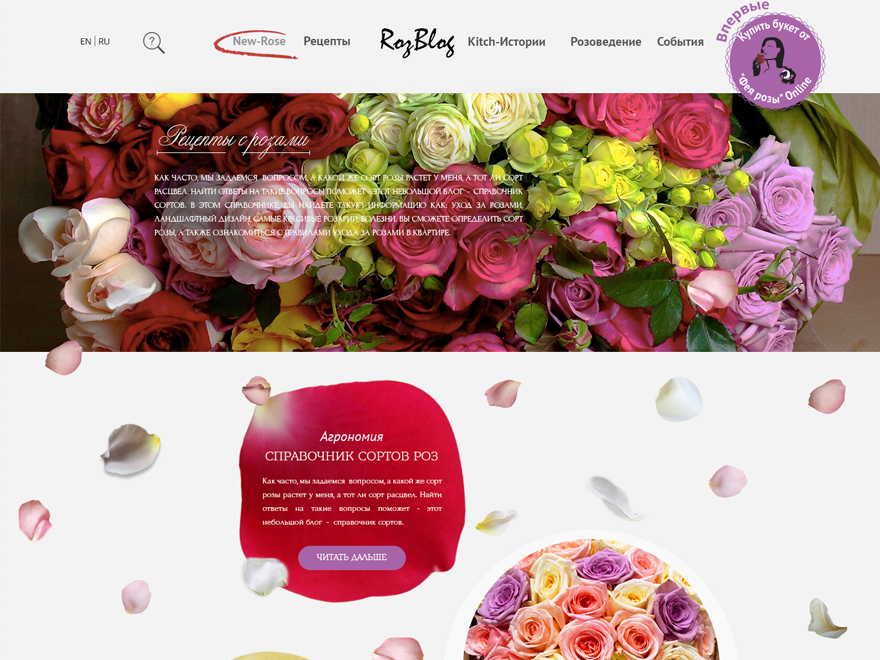 EN | RU
New-Rose
Рецепты
RozBlog
Kitch-Истории
Розоведение
События
Впервые
Купить букет от
"Фея розы" Online
Рецепты с розами
КАК ЧАСТО, МЫ ЗАДАЕМСЯ ВОПРОСОМ, А КАКОЙ ЖЕ СОРТ РОЗЫ РАСТЕТ У МЕНЯ, А ТОТ ЛИ СОРТ
РАСЦВЕЛ. НАЙТИ ОТВЕТЫ НА ТАКИЕ ВОПРОСЫ ПОМОЖЕТ - ЭТОТ НЕБОЛЬШОЙ БЛОГ - СПРАВОЧНИК
СОРТОВ. В ЭТОМ СПРАВОЧНИКЕ ВЫ НАЙДЕТЕ ТАКУЮ ИНФОРМАЦИЮ КАК: УХОД ЗА РОЗАМИ,
ЛАНДШАФТНЫЙ ДИЗАЙН, САМЫЕ КРАСИВЫЕ РОЗАРИИ, БОЛЕЗНИ. ВЫ СМОЖЕТЕ ОПРЕДЕЛИТЬ СОРТ
РОЗЫ, А ТАКЖЕ ОЗНАКОМИТЬСЯ С ПРАВИЛАМИ УХОДА ЗА РОЗАМИ В КВАРТИРЕ.
Агрономия
СПРАВОЧНИК СОРТОВ РОЗ
Как часто, мы задаемся вопросом, а какой же сорт
розы растет у меня, а тот ли сорт расцвел. Найти
ответы на такие вопросы поможет - этот
небольшой блог - справочник сортов.
ЧИТАТЬ ДАЛЬШЕ